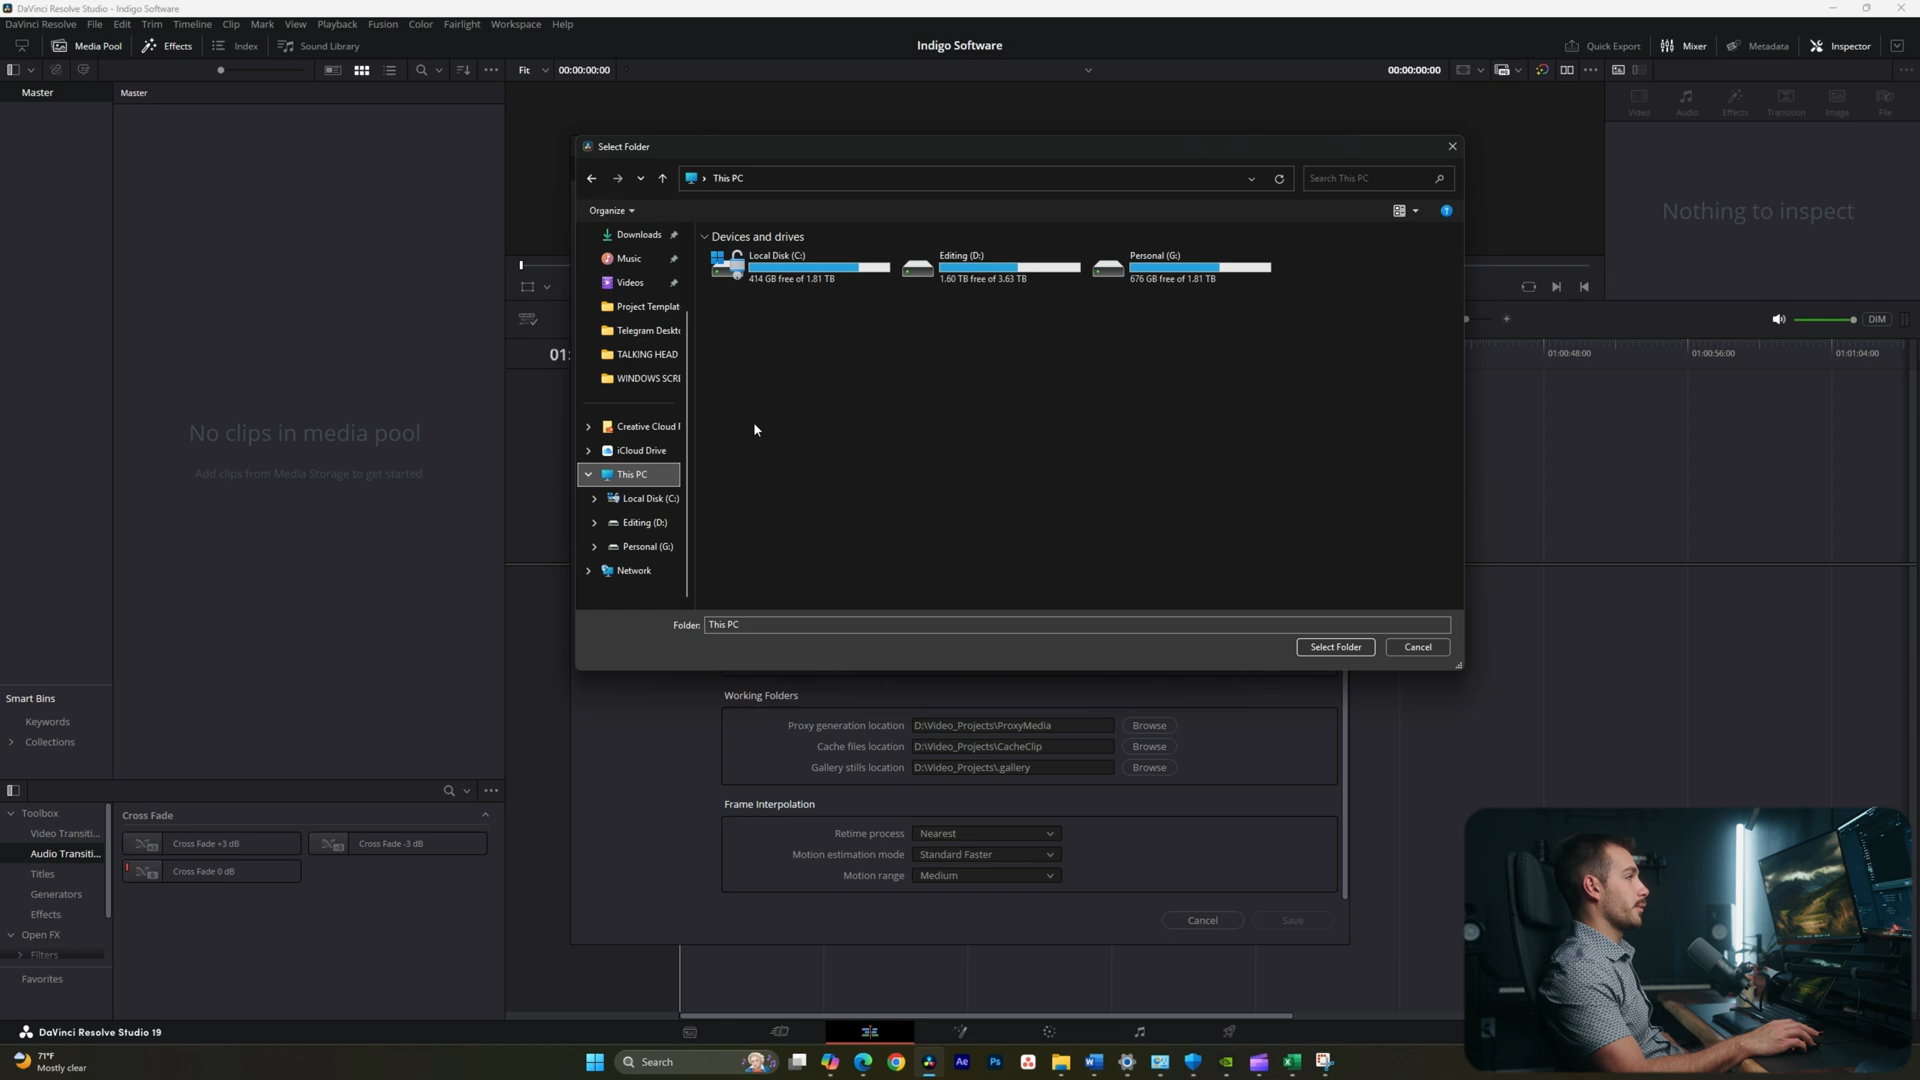 DaVinci Resolve Studio - Indigo Software
DaVinci Resolve File Edit Trim Timeline Clip Mark View Playback Fusion Color Fairlight Workspace Help
Media Pool Effects Index Sound Library
Indigo Software
Quick Export Mixer Metadata Inspector
Fit 00:00:00:00
00:00:00:00
Master
Master
Video Audio Effects Transition Image File
Nothing to inspect
Select Folder
This PC
Search This PC
Organize
Downloads
Music
Videos
Project Templat
Telegram Deskt
TALKING HEAD
WINDOWS SCRE
Creative Cloud F
iCloud Drive
This PC
Local Disk (C:)
Editing (D:)
Personal (G:)
Network
Devices and drives
Local Disk (C:)
414 GB free of 1.81 TB
Editing (D:)
1.60 TB free of 3.63 TB
Personal (G:)
676 GB free of 1.81 TB
Folder: This PC
Select Folder Cancel
DIM
01:
01:00:48:00 01:00:56:00 01:01:04:00
No clips in media pool
Add clips from Media Storage to get started
Smart Bins
Keywords
Collections
Working Folders
Proxy generation location D:\Video_Projects\ProxyMedia Browse
Cache files location D:\Video_Projects\CacheClip Browse
Gallery stills location D:\Video_Projects\.gallery Browse
Frame Interpolation
Retime process Nearest
Motion estimation mode Standard Faster
Motion range Medium
Cancel Save
Toolbox
Video Transiti...
Audio Transiti...
Titles
Generators
Effects
Open FX
Filters
Favorites
Cross Fade
Cross Fade +3 dB
Cross Fade -3 dB
Cross Fade 0 dB
DaVinci Resolve Studio 19
71°F
Mostly clear
Search